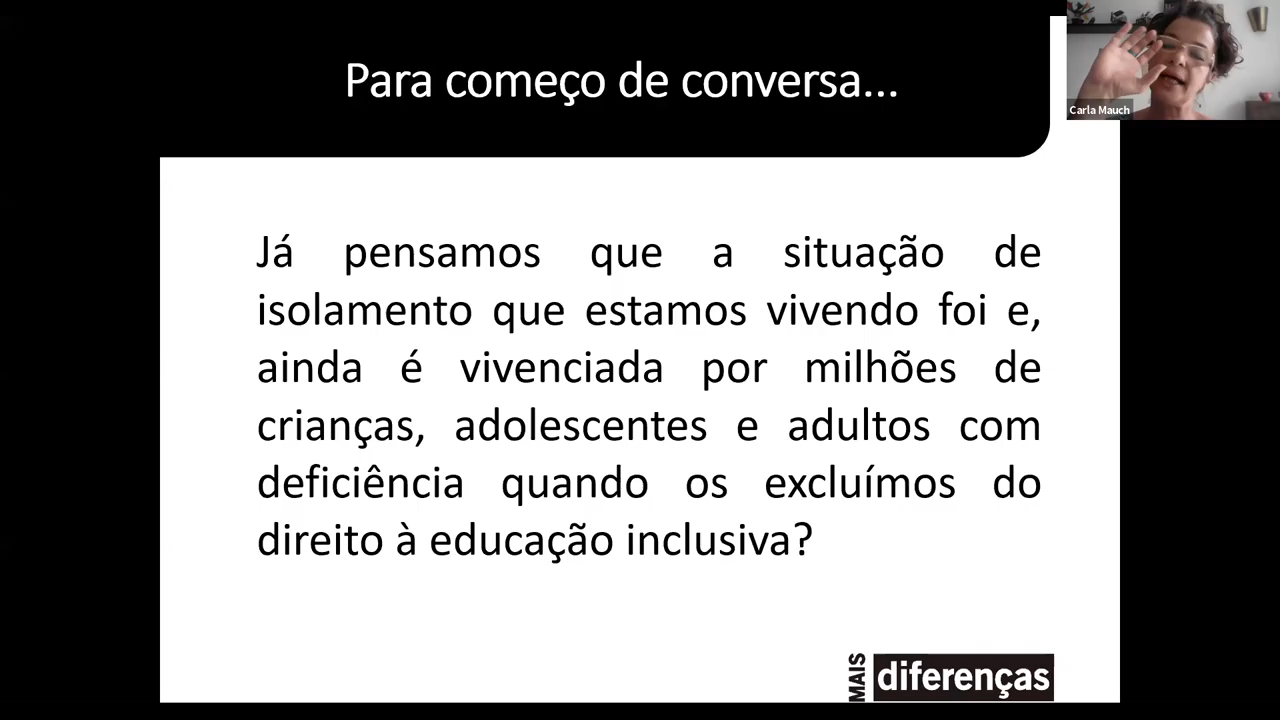 Para começo de conversa...
Carla Mauch
Já pensamos que a situação de
isolamento que estamos vivendo foi e,
ainda é vivenciada por milhões de
crianças, adolescentes e adultos com
deficiência quando os excluímos do
direito à educação inclusiva?
MAIS
diferenças